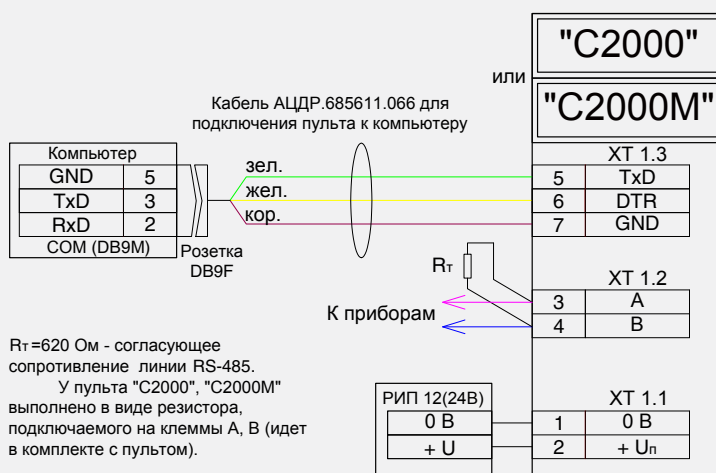 "С2000"
или
"С2000М"
Кабель АЦДР.685611.066 для
подключения пульта к компьютеру
Компьютер
GND 5
TxD 3
RxD 2
COM (DB9M)
Розетка
DB9F
зел.
жел.
кор.
XT 1.3
5 TxD
6 DTR
7 GND
Rт
К приборам
XT 1.2
3 A
4 B
Rт=620 Ом - согласующее
сопротивление линии RS-485.
У пульта "С2000", "С2000М"
выполнено в виде резистора,
подключаемого на клеммы А, В (идет
в комплекте с пультом).
РИП 12(24В)
0 В
+ U
XT 1.1
1 0 В
2 + Uп